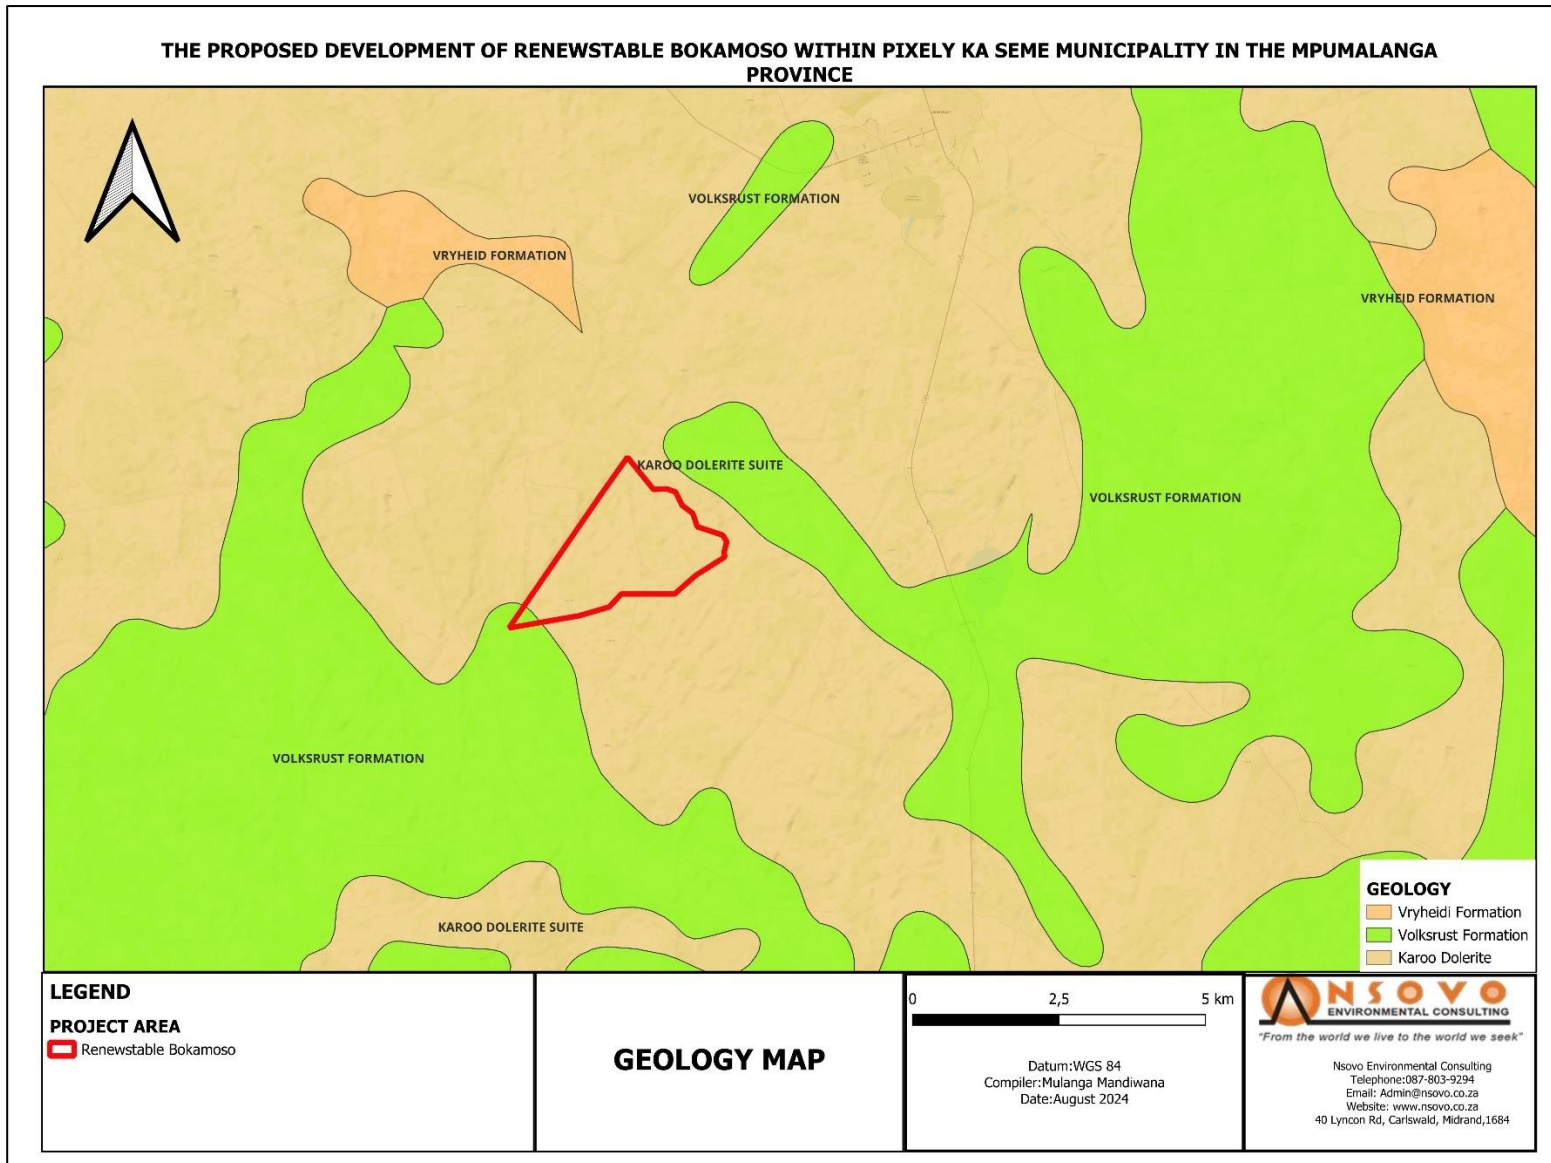 THE PROPOSED DEVELOPMENT OF RENEWSTABLE BOKAMOSO WITHIN PIXELY KA SEME MUNICIPALITY IN THE MPUMALANGA
PROVINCE
VOLKSRUST FORMATION
VRYHEID FORMATION
VRYHEID FORMATION
KAROO DOLERITE SUITE
VOLKSRUST FORMATION
VOLKSRUST FORMATION
KAROO DOLERITE SUITE
GEOLOGY
Vryheidi Formation
Volksrust Formation
Karoo Dolerite
LEGEND
PROJECT AREA
Renewstable Bokamoso
GEOLOGY MAP
0 2,5 5 km
Datum:WGS 84
Compiler:Mulanga Mandiwana
Date:August 2024
NSOVO
ENVIRONMENTAL CONSULTING
"From the world we live to the world we seek"
Nsovo Environmental Consulting
Telephone:087-803-9294
Email: Admin@nsovo.co.za
Website: www.nsovo.co.za
40 Lyncon Rd, Carlswald, Midrand,1684